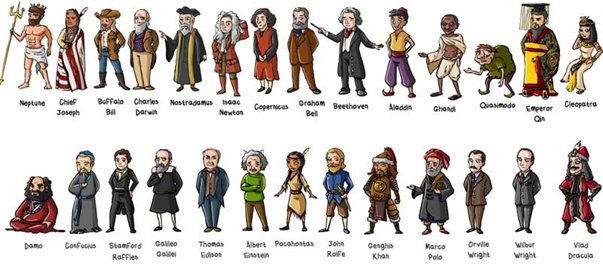 Neptune
Chief
Joseph
Buffalo
Bill
Charles
Darwin
Nostradamus
Isaac
Newton
Copernicus
Graham
Bell
Beethoven
Aladdin
Ghandi
Quasimodo
Emperor
Qin
Cleopatra
Damo
Confucius
Stamford
Raffles
Galileo
Galilei
Thomas
Edison
Albert
Einstein
Pocahontas
John
Rolfe
Genghis
Khan
Marco
Polo
Orville
Wright
Wilbur
Wright
Vlad
Dracula